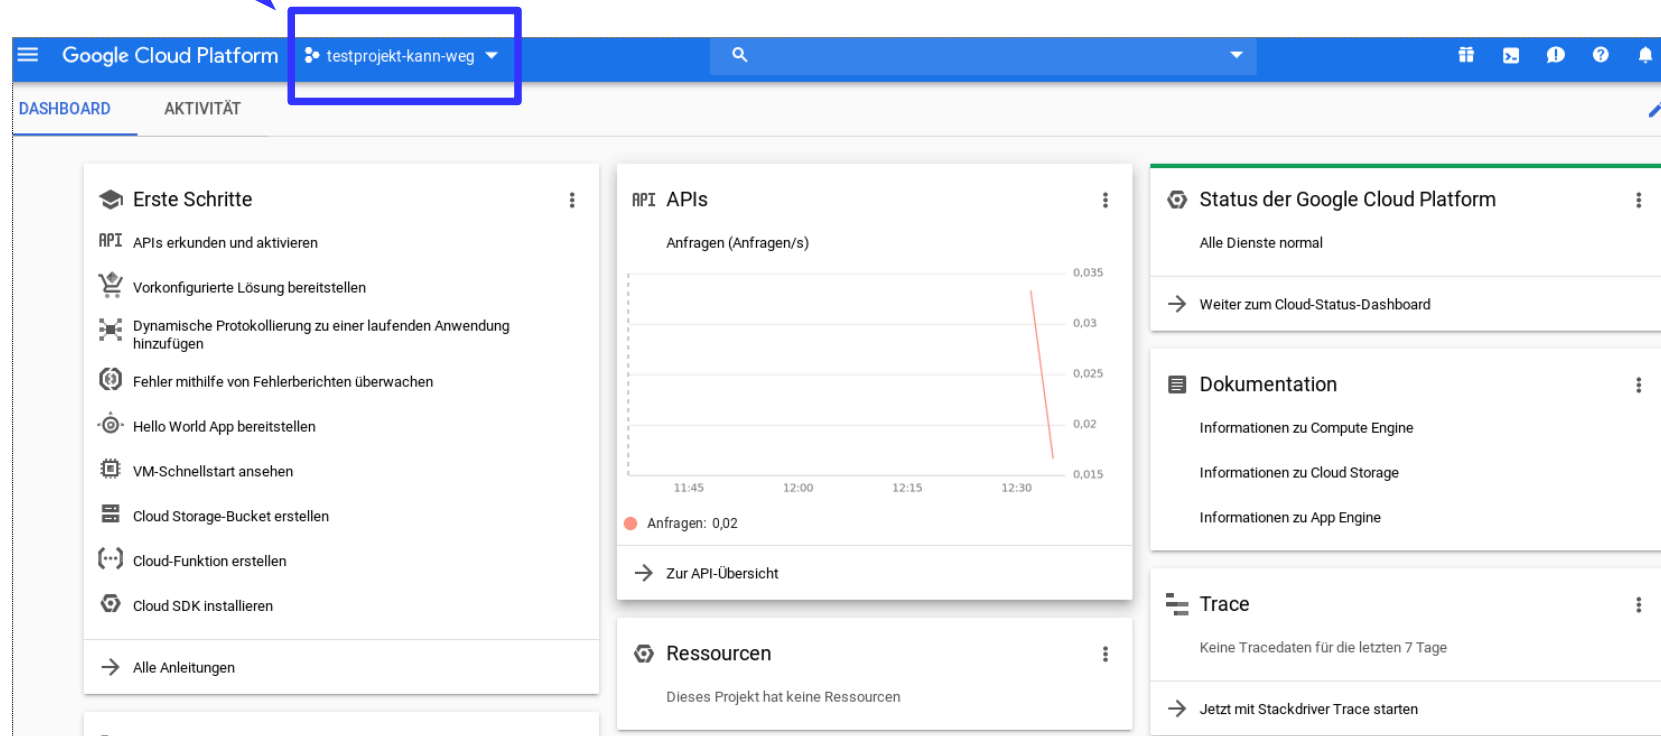 Google Cloud Platform
testprojekt-kann-weg
DASHBOARD
AKTIVITÄT
Erste Schritte
API
APIs erkunden und aktivieren
Vorkonfigurierte Lösung bereitstellen
Dynamische Protokollierung zu einer laufenden Anwendung
hinzufügen
Fehler mithilfe von Fehlerberichten überwachen
Hello World App bereitstellen
VM-Schnellstart ansehen
Cloud Storage-Bucket erstellen
Cloud-Funktion erstellen
Cloud SDK installieren
Alle Anleitungen
API
APIs
Anfragen (Anfragen/s)
0,035
0,03
0,025
0,02
0,015
11:45
12:00
12:15
12:30
Anfragen: 0,02
Zur API-Übersicht
Ressourcen
Dieses Projekt hat keine Ressourcen
Status der Google Cloud Platform
Alle Dienste normal
Weiter zum Cloud-Status-Dashboard
Dokumentation
Informationen zu Compute Engine
Informationen zu Cloud Storage
Informationen zu App Engine
Trace
Keine Tracedaten für die letzten 7 Tage
Jetzt mit Stackdriver Trace starten